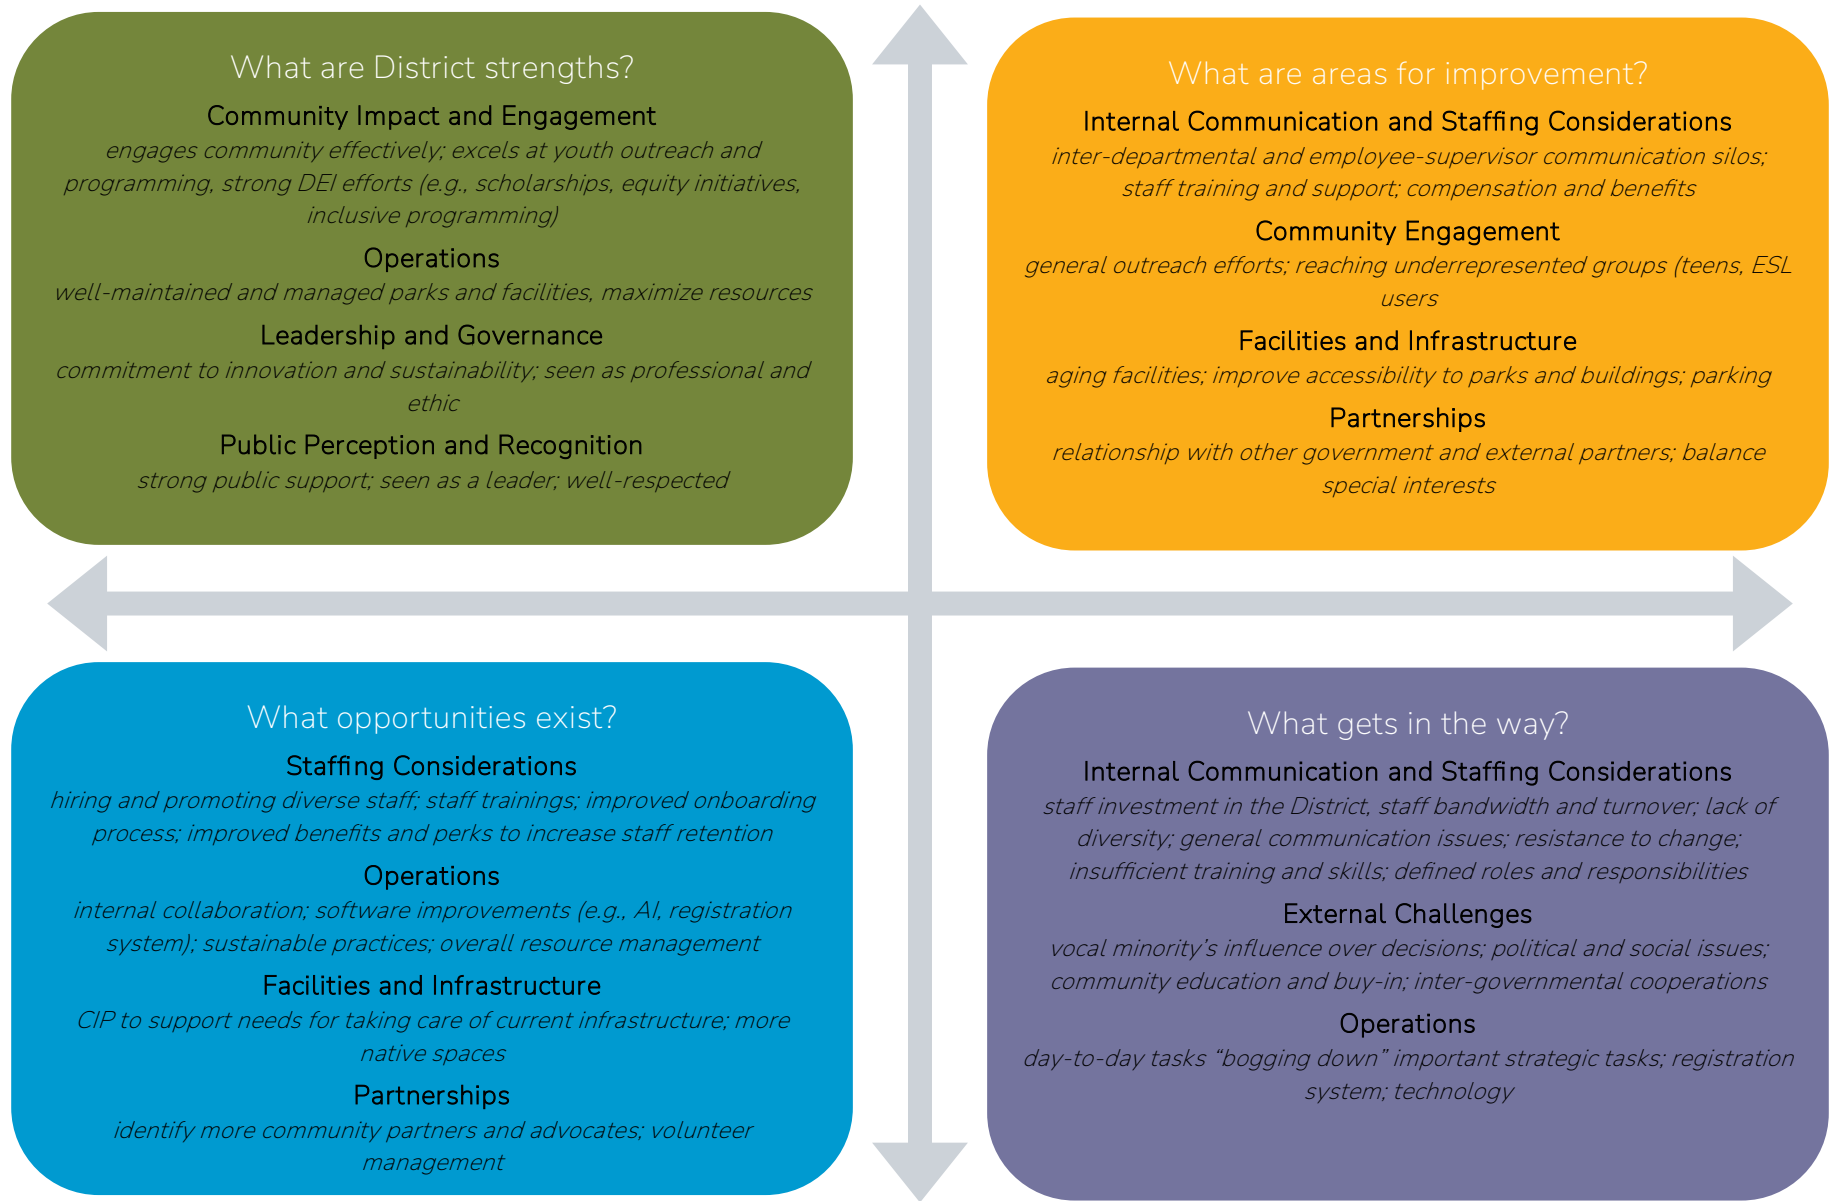 What are District strengths?
Community Impact and Engagement
engages community effectively; excels at youth outreach and
programming, strong DEI efforts (e.g., scholarships, equity initiatives,
inclusive programming)
Operations
well-maintained and managed parks and facilities, maximize resources
Leadership and Governance
commitment to innovation and sustainability; seen as professional and
ethic
Public Perception and Recognition
strong public support; seen as a leader; well-respected
What are areas for improvement?
Internal Communication and Staffing Considerations
inter-departmental and employee-supervisor communication silos;
staff training and support; compensation and benefits
Community Engagement
general outreach efforts; reaching underrepresented groups (teens, ESL
users
Facilities and Infrastructure
aging facilities; improve accessibility to parks and buildings; parking
Partnerships
relationship with other government and external partners; balance
special interests
What opportunities exist?
Staffing Considerations
hiring and promoting diverse staff; staff trainings; improved onboarding
process; improved benefits and perks to increase staff retention
Operations
internal collaboration; software improvements (e.g., AI, registration
system); sustainable practices; overall resource management
Facilities and Infrastructure
CIP to support needs for taking care of current infrastructure; more
native spaces
Partnerships
identify more community partners and advocates; volunteer
management
What gets in the way?
Internal Communication and Staffing Considerations
staff investment in the District, staff bandwidth and turnover; lack of
diversity; general communication issues; resistance to change;
insufficient training and skills; defined roles and responsibilities
External Challenges
vocal minority’s influence over decisions; political and social issues;
community education and buy-in; inter-governmental cooperations
Operations
day-to-day tasks “bogging down” important strategic tasks; registration
system; technology